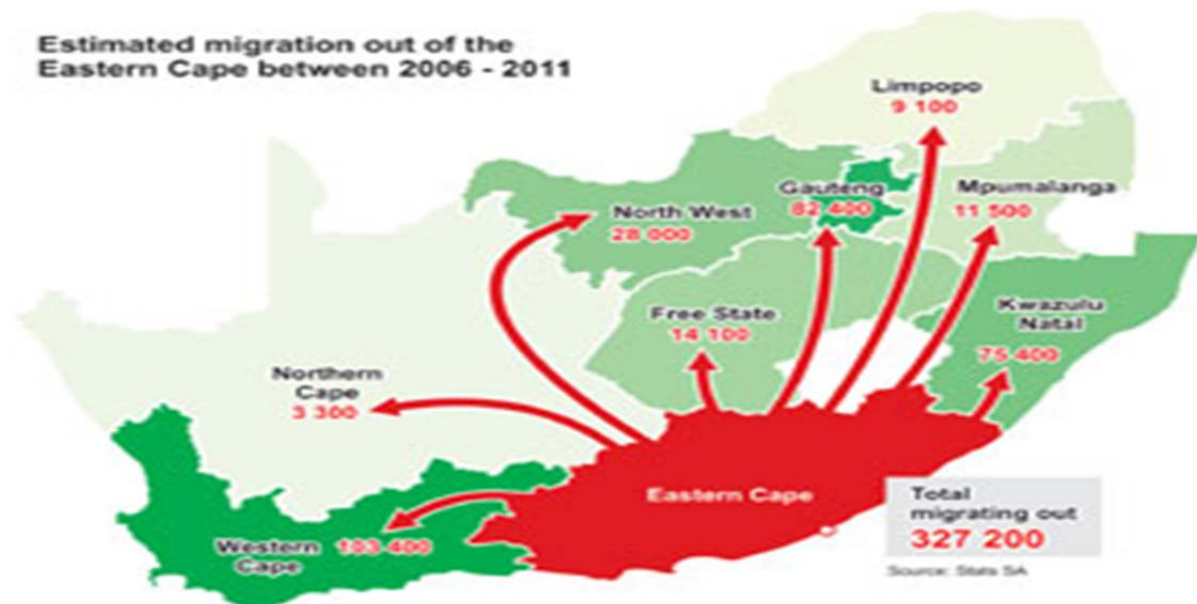 Estimated migration out of the
Eastern Cape between 2006 - 2011
Limpopo
9 100
Gauteng
82 400
Mpumalanga
11 500
North West
28 000
Free State
14 100
Kwazulu
Natal
75 400
Northern
Cape
3 300
Eastern Cape
Western
Cape
103 400
Total
migrating out
327 200
Source: Stats SA